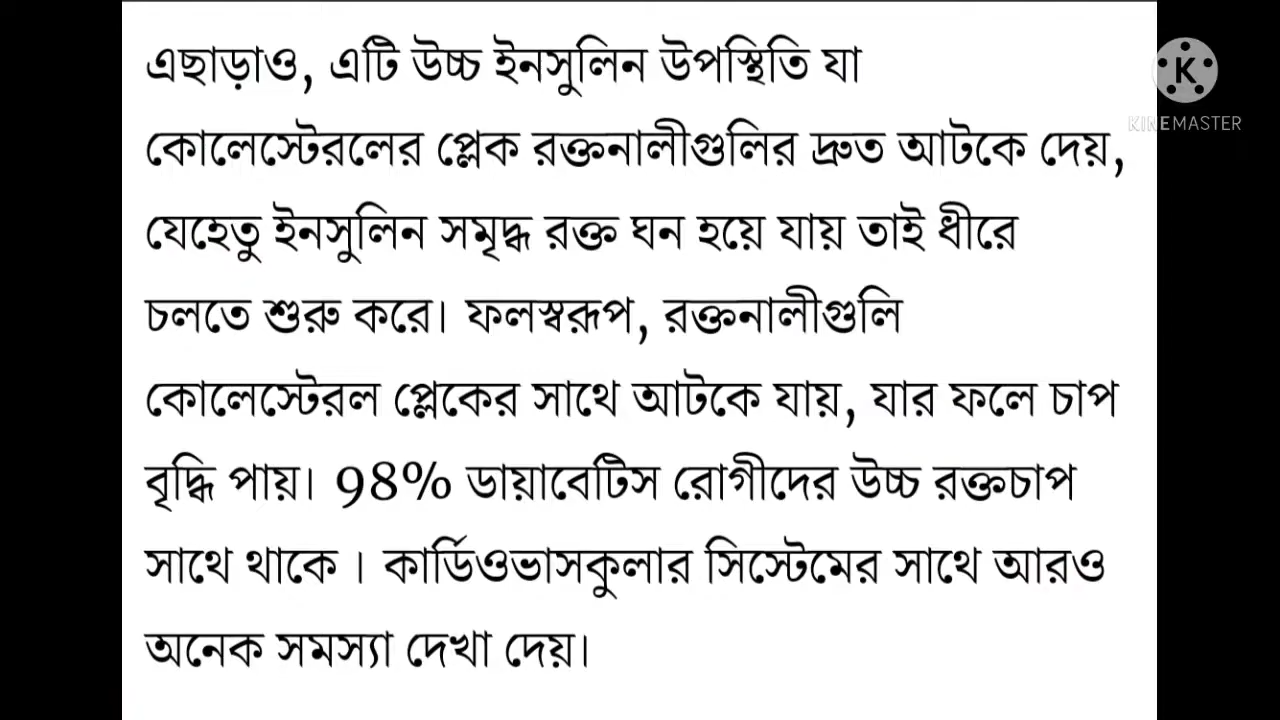 এছাড়াও, এটি উচ্চ ইনসুলিন উপস্থিতি যা
কোলেস্টেরলের প্লেক রক্তনালীগুলির দ্রুত আটকে দেয়,
যেহেতু ইনসুলিন সমৃদ্ধ রক্ত ঘন হয়ে যায় তাই ধীরে
চলতে শুরু করে। ফলস্বরূপ, রক্তনালীগুলি
কোলেস্টেরল প্লেকের সাথে আটকে যায়, যার ফলে চাপ
বৃদ্ধি পায়। 98% ডায়াবেটিস রোগীদের উচ্চ রক্তচাপ
সাথে থাকে । কার্ডিওভাসকুলার সিস্টেমের সাথে আরও
অনেক সমস্যা দেখা দেয়।
K
KINEMASTER